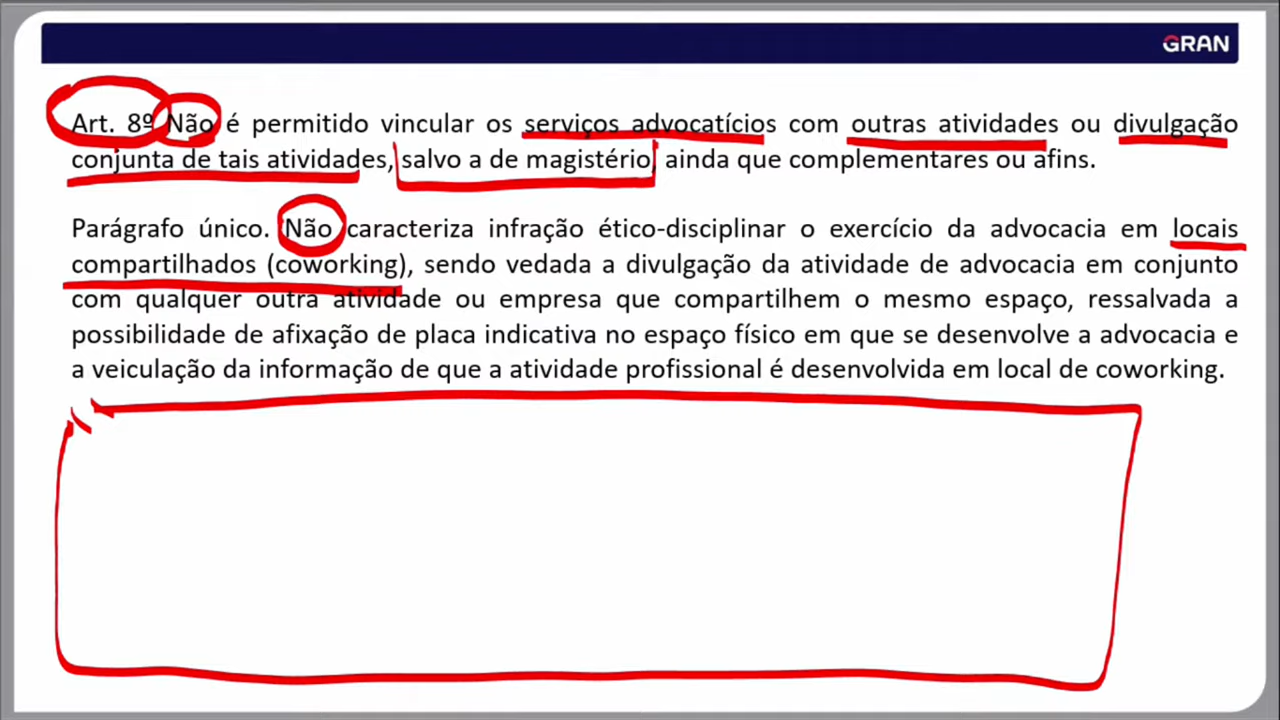 GRAN
Art. 8º Não é permitido vincular os serviços advocatícios com outras atividades ou divulgação
conjunta de tais atividades, salvo a de magistério, ainda que complementares ou afins.
Parágrafo único. Não caracteriza infração ético-disciplinar o exercício da advocacia em locais
compartilhados (coworking), sendo vedada a divulgação da atividade de advocacia em conjunto
com qualquer outra atividade ou empresa que compartilhem o mesmo espaço, ressalvada a
possibilidade de afixação de placa indicativa no espaço físico em que se desenvolve a advocacia e
a veiculação da informação de que a atividade profissional é desenvolvida em local de coworking.